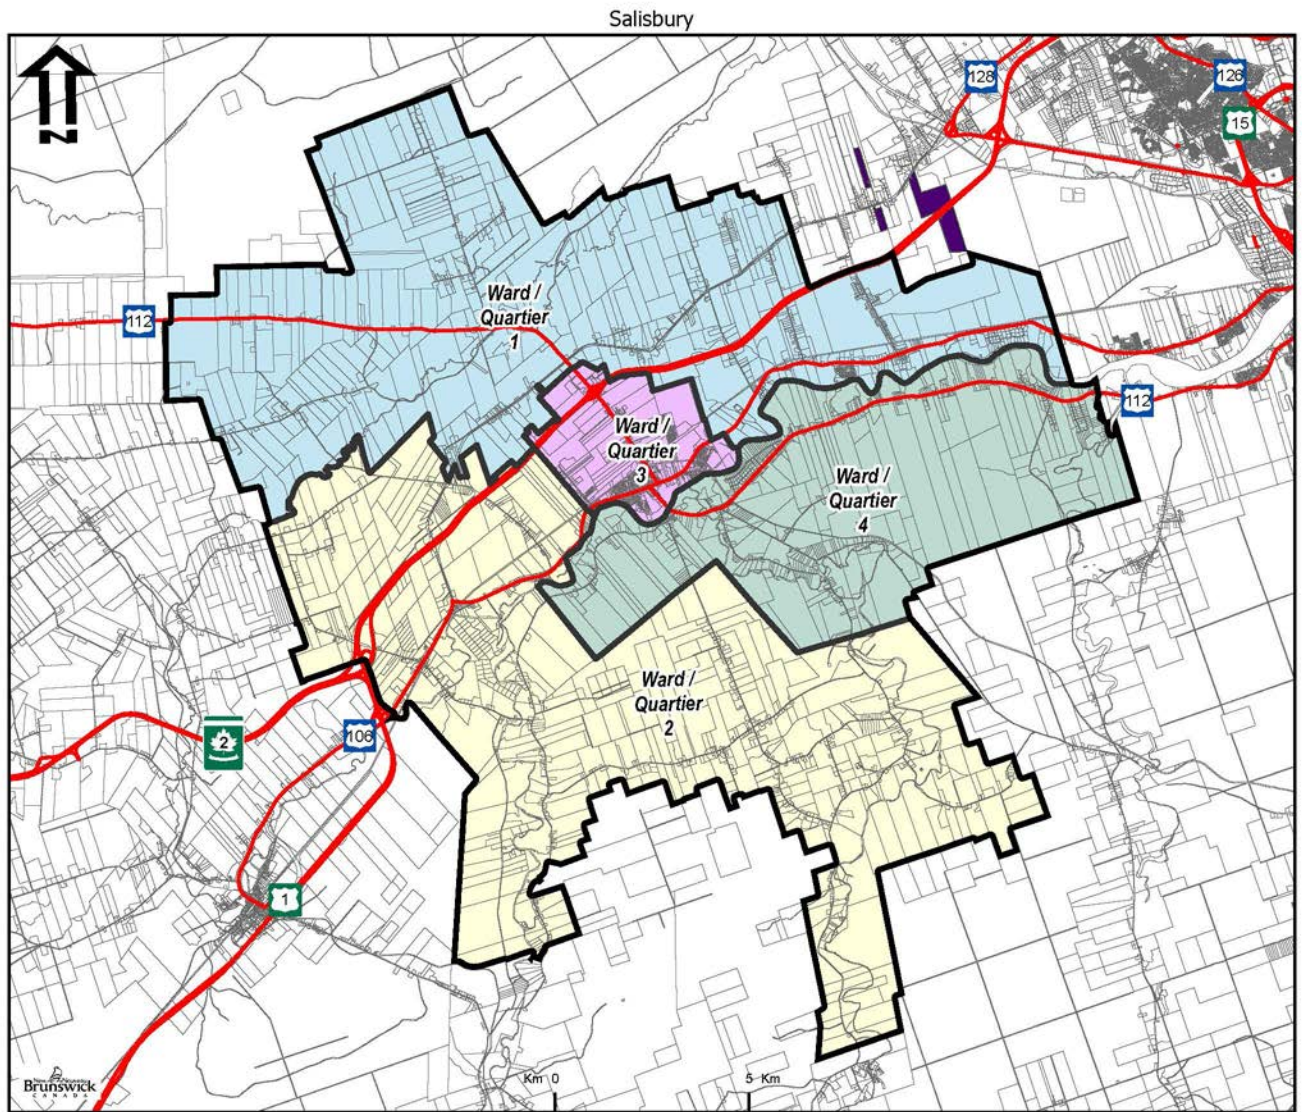 Salisbury
N
128
126
15
112
Ward /
Quartier
1
112
Ward /
Quartier
3
Ward /
Quartier
4
Ward /
Quartier
2
2
106
1
Brunswick
CANADA
Km 0 5 Km